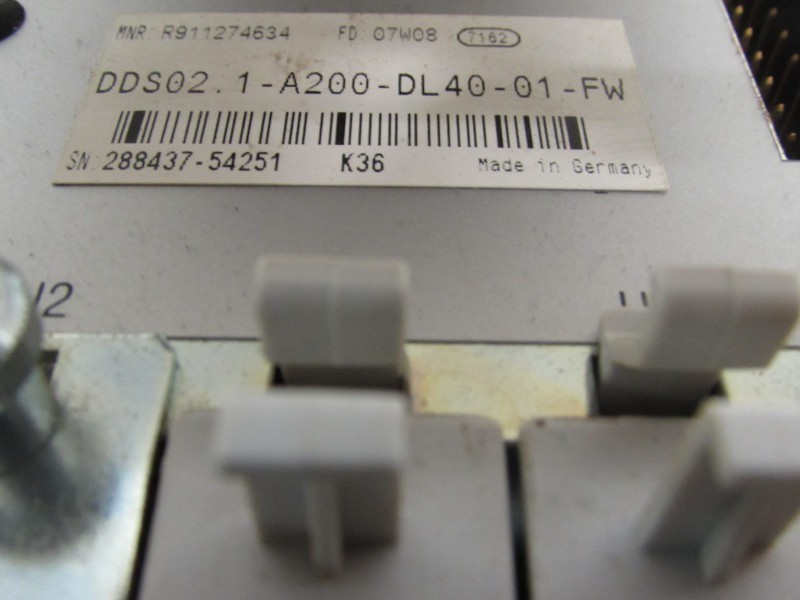 MNR: R911274634 FD: 07W08 7162
DDS02.1-A200-DL40-01-FW
SN: 288437-54251 K36 Made in Germany